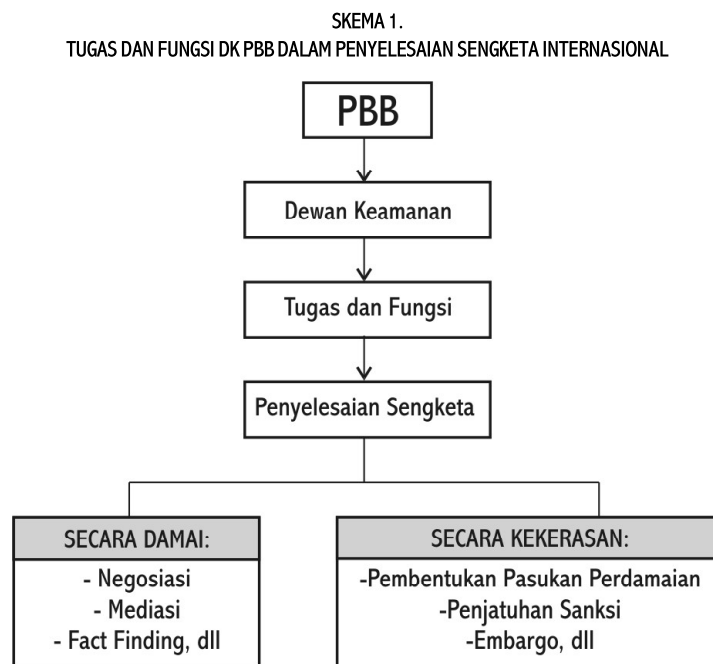 SKEMA 1.
TUGAS DAN FUNGSI DK PBB DALAM PENYELESAIAN SENGKETA INTERNASIONAL
PBB
Dewan Keamanan
Tugas dan Fungsi
Penyelesaian Sengketa
SECARA DAMAI:
- Negosiasi
- Mediasi
- Fact Finding, dll
SECARA KEKERASAN:
-Pembentukan Pasukan Perdamaian
-Penjatuhan Sanksi
-Embargo, dll